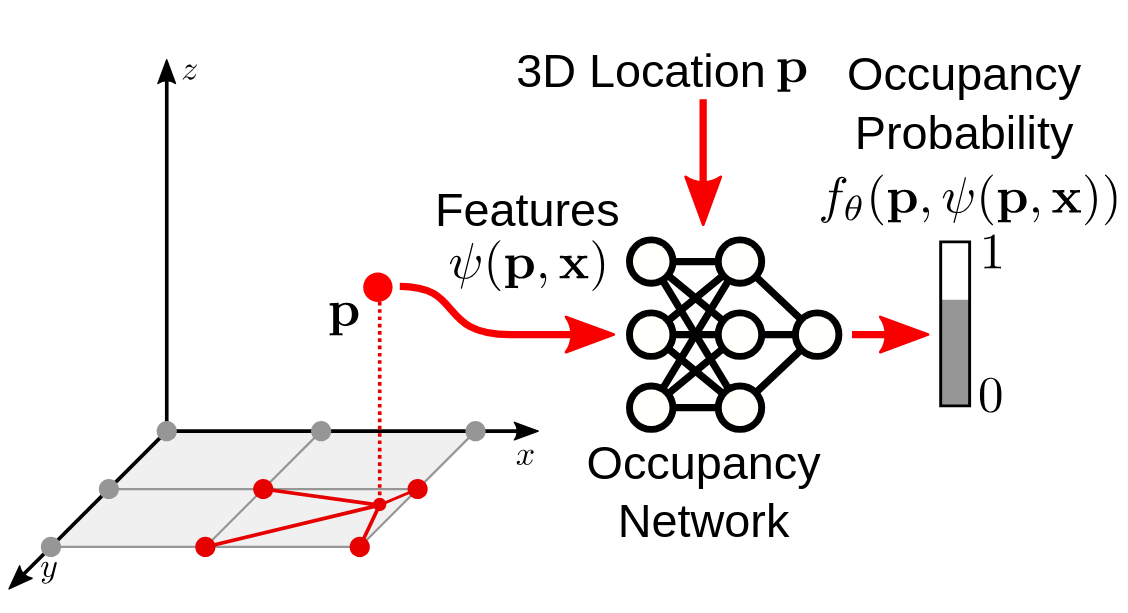 z
3D Location p
Occupancy
Probability
f_θ(p, ψ(p, x))
Features
ψ(p, x)
1
p
0
x
Occupancy
Network
y